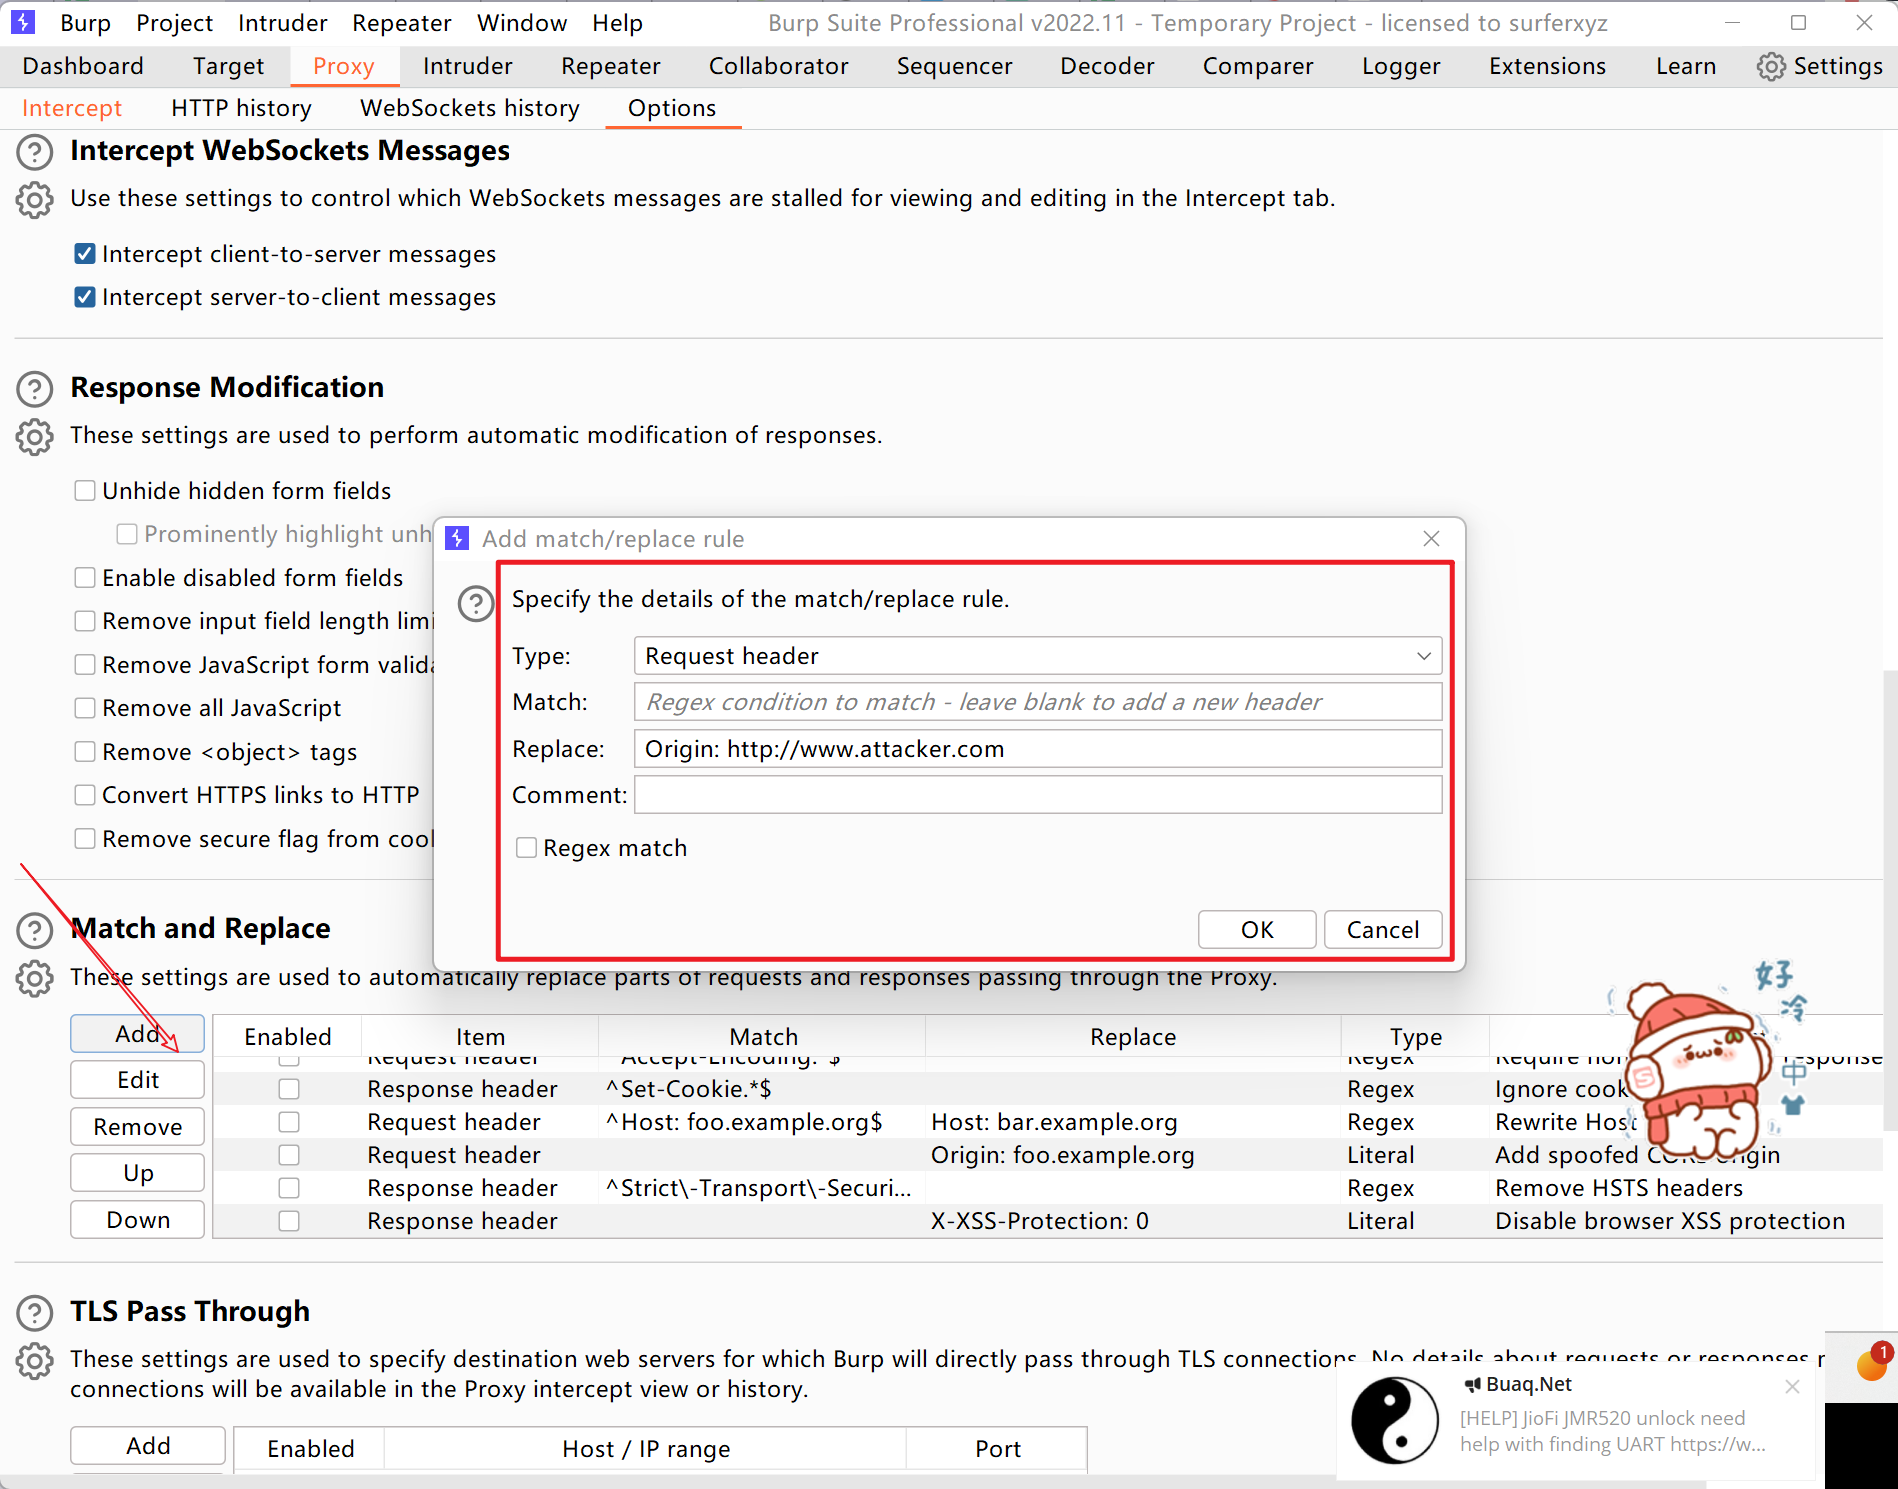 Burp Project Intruder Repeater Window Help Burp Suite Professional v2022.11 - Temporary Project - licensed to surferxyz
Dashboard Target Proxy Intruder Repeater Collaborator Sequencer Decoder Comparer Logger Extensions Learn Settings
Intercept HTTP history WebSockets history Options
Intercept WebSockets Messages
Use these settings to control which WebSockets messages are stalled for viewing and editing in the Intercept tab.
Intercept client-to-server messages
Intercept server-to-client messages
Response Modification
These settings are used to perform automatic modification of responses.
Unhide hidden form fields
Prominently highlight unh
Enable disabled form fields
Remove input field length limi
Remove JavaScript form valida
Remove all JavaScript
Remove <object> tags
Convert HTTPS links to HTTP
Remove secure flag from cool
Add match/replace rule
Specify the details of the match/replace rule.
Type: Request header
Match: Regex condition to match - leave blank to add a new header
Replace: Origin: http://www.attacker.com
Comment:
Regex match
OK Cancel
Match and Replace
These settings are used to automatically replace parts of requests and responses passing through the Proxy.
好
冷
中
Add
Edit
Remove
Up
Down
Enabled Item Match Replace Type
Request header Accept-Encoding.*$ Regex Require non response
Response header ^Set-Cookie.*$ Regex Ignore cook
Request header ^Host: foo.example.org$ Host: bar.example.org Regex Rewrite Host
Request header Origin: foo.example.org Literal Add spoofed CORS origin
Response header ^Strict\-Transport\-Securi... Regex Remove HSTS headers
Response header X-XSS-Protection: 0 Literal Disable browser XSS protection
TLS Pass Through
These settings are used to specify destination web servers for which Burp will directly pass through TLS connections. No details about requests or responses r
connections will be available in the Proxy intercept view or history.
Add
Enabled Host / IP range Port
Buaq.Net
[HELP] JioFi JMR520 unlock need
help with finding UART https://w...
1